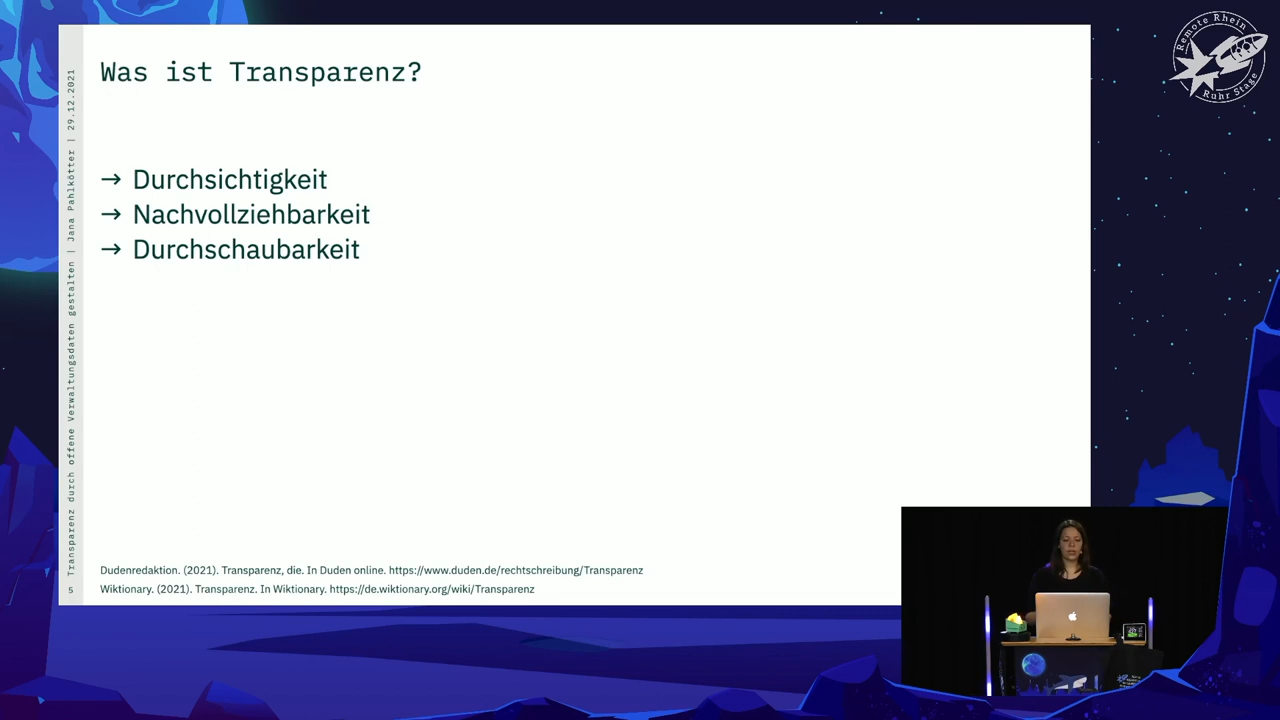 Was ist Transparenz?
→ Durchsichtigkeit
→ Nachvollziehbarkeit
→ Durchschaubarkeit
Dudenredaktion. (2021). Transparenz, die. In Duden online. https://www.duden.de/rechtschreibung/Transparenz
Wiktionary. (2021). Transparenz. In Wiktionary. https://de.wiktionary.org/wiki/Transparenz
5
Transparenz durch offene Verwaltungsdaten gestalten | Jana Pahlkötter | 29.12.2021
Remote Rhein
Ruhr Stage